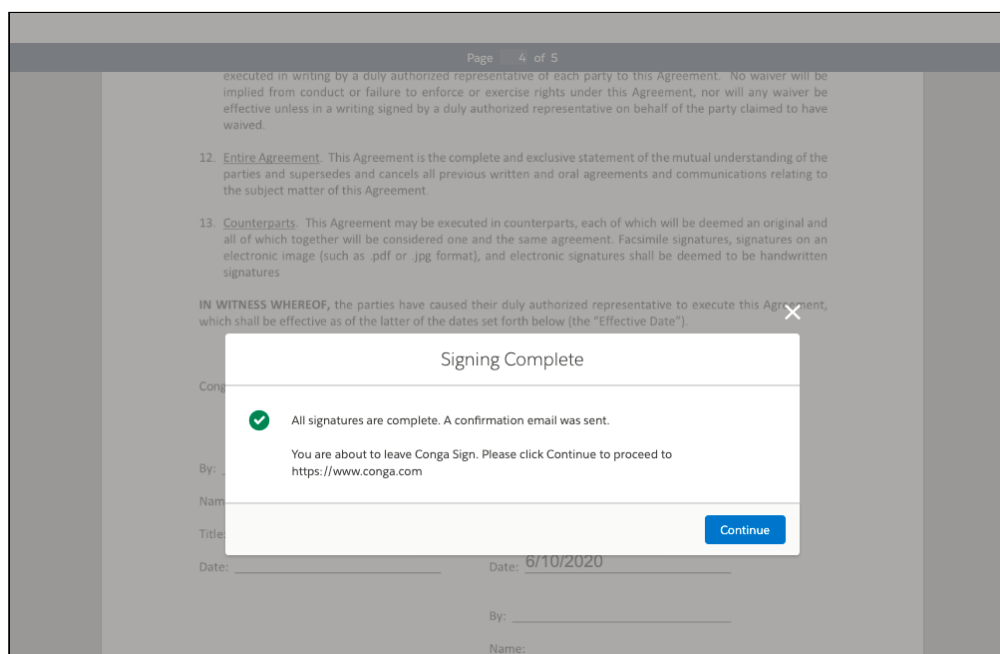 Page 4 of 5
executed in writing by a duly authorized representative of each party to this Agreement. No waiver will be
implied from conduct or failure to enforce or exercise rights under this Agreement, nor will any waiver be
effective unless in a writing signed by a duly authorized representative on behalf of the party claimed to have
waived.
12. Entire Agreement. This Agreement is the complete and exclusive statement of the mutual understanding of the
parties and supersedes and cancels all previous written and oral agreements and communications relating to
the subject matter of this Agreement.
13. Counterparts. This Agreement may be executed in counterparts, each of which will be deemed an original and
all of which together will be considered one and the same agreement. Facsimile signatures, signatures on an
electronic image (such as .pdf or .jpg format), and electronic signatures shall be deemed to be handwritten
signatures
IN WITNESS WHEREOF, the parties have caused their duly authorized representative to execute this Agreement,
which shall be effective as of the latter of the dates set forth below (the "Effective Date").
Signing Complete
Cong
All signatures are complete. A confirmation email was sent.
You are about to leave Conga Sign. Please click Continue to proceed to
https://www.conga.com
By:
Nam
Title:
Continue
Date: Date: 6/10/2020
By:
Name: